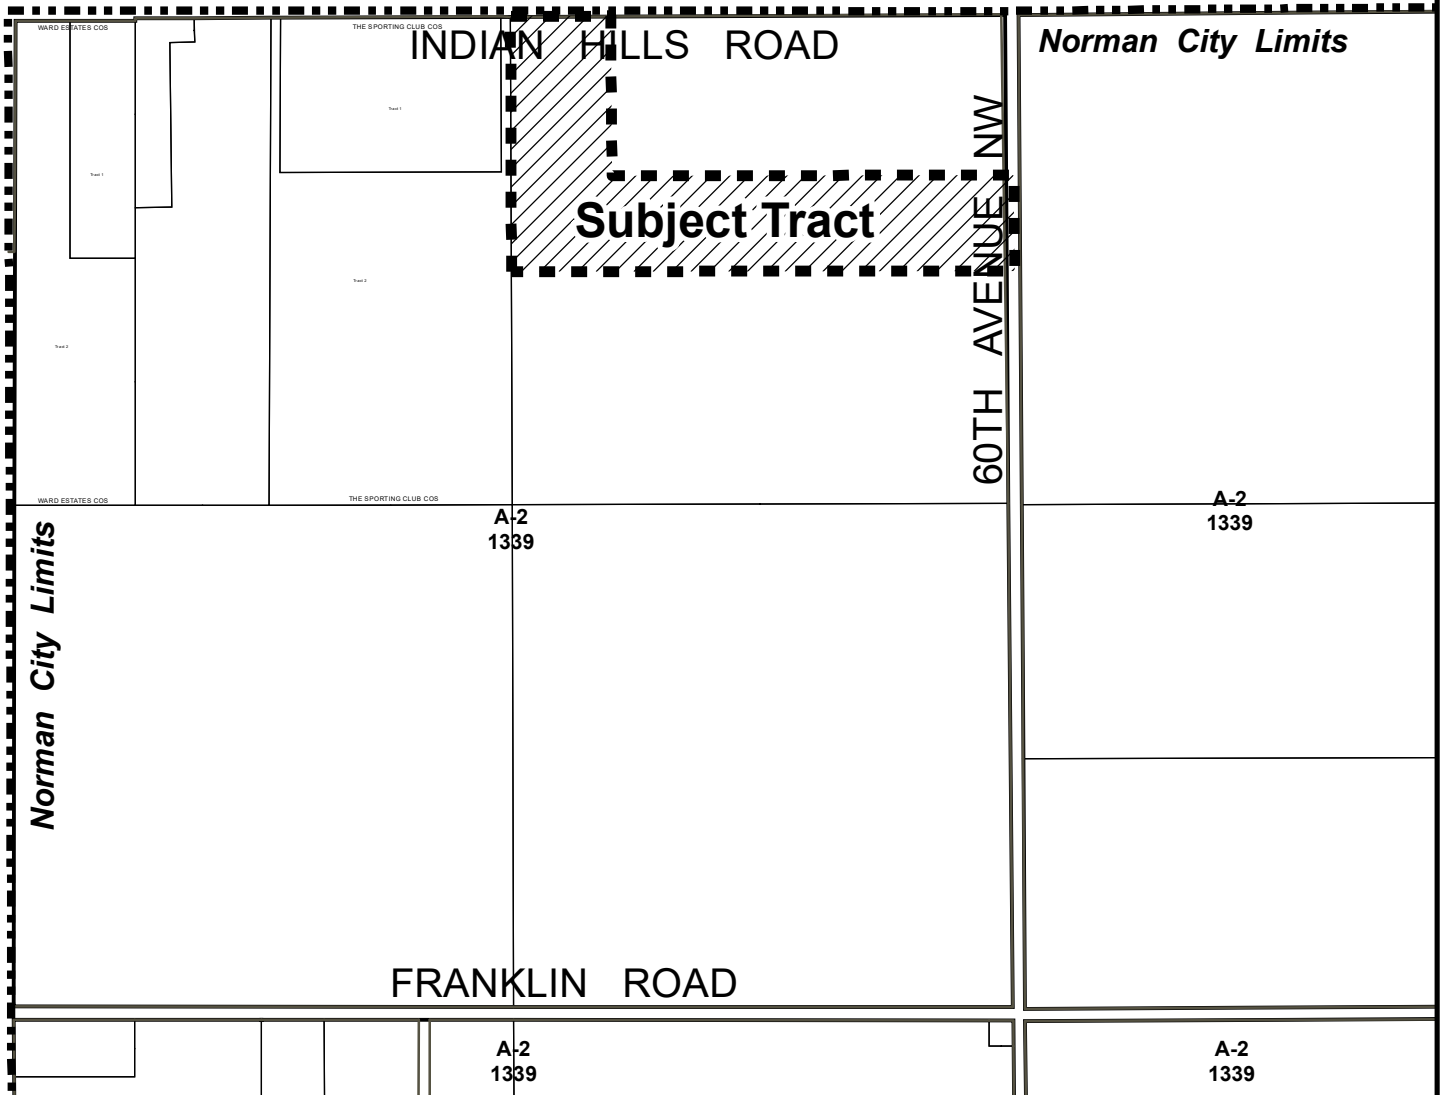 WARD ESTATES COS
THE SPORTING CLUB COS
INDIAN HILLS ROAD
Norman City Limits
Tract 1
Tract 1
Subject Tract
60TH AVENUE NW
Tract 2
Tract 2
WARD ESTATES COS
THE SPORTING CLUB COS
A-2
1339
A-2
1339
Norman City Limits
FRANKLIN ROAD
A-2
1339
A-2
1339